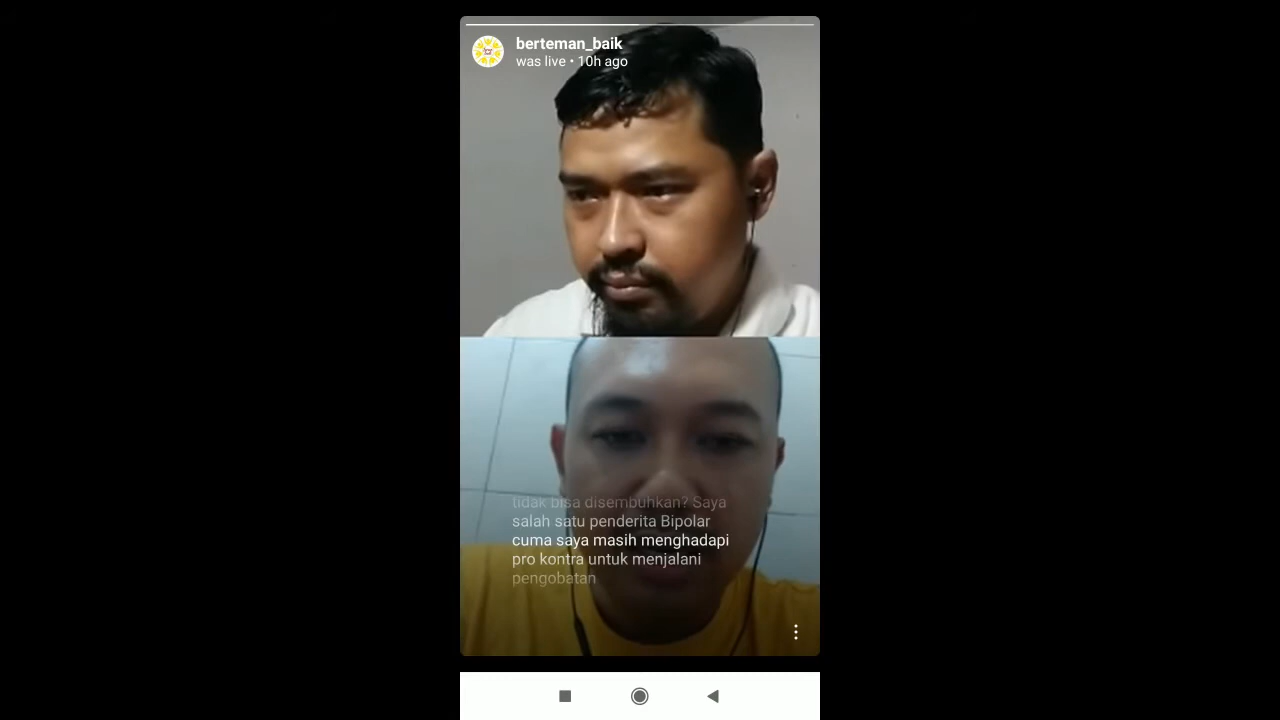 berteman_baik
was live • 10h ago
tidak bisa disembuhkan? Saya
salah satu penderita Bipolar
cuma saya masih menghadapi
pro kontra untuk menjalani
pengobatan